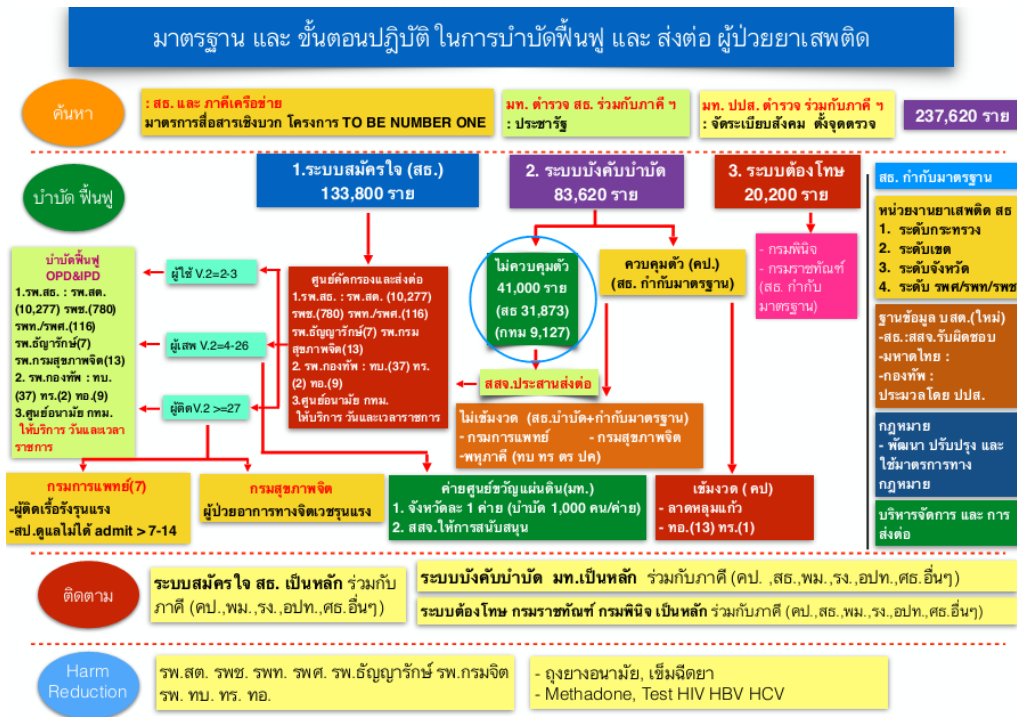 มาตรฐาน และ ขั้นตอนปฏิบัติ ในการบำบัดฟื้นฟู และ ส่งต่อ ผู้ป่วยยาเสพติด
ค้นหา
: สธ. และ ภาคีเครือข่าย
มาตรการสื่อสารเชิงบวก โครงการ TO BE NUMBER ONE
มท. ตำรวจ สธ. ร่วมกับภาคี ฯ
: ประชารัฐ
มท. ปปส. ตำรวจ ร่วมกับภาคี ฯ
: จัดระเบียบสังคม ตั้งจุดตรวจ
237,620 ราย
บำบัด ฟื้นฟู
1.ระบบสมัครใจ (สธ.)
133,800 ราย
2. ระบบบังคับบำบัด
83,620 ราย
3. ระบบต้องโทษ
20,200 ราย
สธ. กำกับมาตรฐาน
บำบัดฟื้นฟู
OPD&IPD
1.รพ.สธ. : รพ.สต.
(10,277) รพช.(780)
รพท./รพศ.(116)
รพ.ธัญญารักษ์(7)
รพ.กรมสุขภาพจิต(13)
2. รพ.กองทัพ : ทบ.
(37) ทร.(2) ทอ.(9)
3.ศูนย์อนามัย กทม.
ให้บริการ วันและเวลา
ราชการ
ผู้ใช้ V.2=2-3
ผู้เสพ V.2=4-26
ผู้ติดV.2 >=27
ศูนย์คัดกรองและส่งต่อ
1.รพ.สธ. : รพ.สต. (10,277)
รพช.(780) รพท./รพศ.(116)
รพ.ธัญญารักษ์(7) รพ.กรม
สุขภาพจิต(13)
2. รพ.กองทัพ : ทบ.(37) ทร.
(2) ทอ.(9)
3.ศูนย์อนามัย กทม.
ให้บริการ วันและเวลาราชการ
ไม่ควบคุมตัว
41,000 ราย
(สธ 31,873)
(กทม 9,127)
ควบคุมตัว (คป.)
(สธ. กำกับมาตรฐาน)
- กรมพินิจ
- กรมราชทัณฑ์
(สธ. กำกับ
มาตรฐาน)
สสจ.ประสานส่งต่อ
ไม่เข้มงวด (สธ.บำบัด+กำกับมาตรฐาน)
- กรมการแพทย์ - กรมสุขภาพจิต
-พหุภาคี (ทบ ทร ตร ปค)
หน่วยงานยาเสพติด สธ
1. ระดับกระทรวง
2. ระดับเขต
3. ระดับจังหวัด
4. ระดับ รพศ/รพท/รพช
ฐานข้อมูล บสต.(ใหม่)
-สธ.:สสจ.รับผิดชอบ
-มหาดไทย :
-กองทัพ :
ประมวลโดย ปปส.
กฎหมาย
- พัฒนา ปรับปรุง และ
ใช้มาตรการทาง
กฎหมาย
บริหารจัดการ และ การ
ส่งต่อ
กรมการแพทย์(7)
-ผู้ติดเรื้อรังรุนแรง
-สป.ดูแลไม่ได้ admit > 7-14
กรมสุขภาพจิต
ผู้ป่วยอาการทางจิตเวชรุนแรง
ค่ายศูนย์ขวัญแผ่นดิน(มท.)
1. จังหวัดละ 1 ค่าย (บำบัด 1,000 คน/ค่าย)
2. สสจ.ให้การสนับสนุน
เข้มงวด ( คป)
- ลาดหลุมแก้ว
- ทอ.(13) ทร.(1)
ติดตาม
ระบบสมัครใจ สธ. เป็นหลัก ร่วมกับ
ภาคี (คป.,พม.,รง.,อปท.,ศธ.อื่นๆ)
ระบบบังคับบำบัด มท.เป็นหลัก ร่วมกับภาคี (คป. ,สธ.,พม.,รง.,อปท.,ศธ.อื่นๆ)
ระบบต้องโทษ กรมราชทัณฑ์ กรมพินิจ เป็นหลัก ร่วมกับภาคี (คป.,สธ.,พม.,รง.,อปท.,ศธ.อื่นๆ)
Harm
Reduction
รพ.สต. รพช. รพท. รพศ. รพ.ธัญญารักษ์ รพ.กรมจิต
รพ. ทบ. ทร. ทอ.
- ถุงยางอนามัย, เข็มฉีดยา
- Methadone, Test HIV HBV HCV